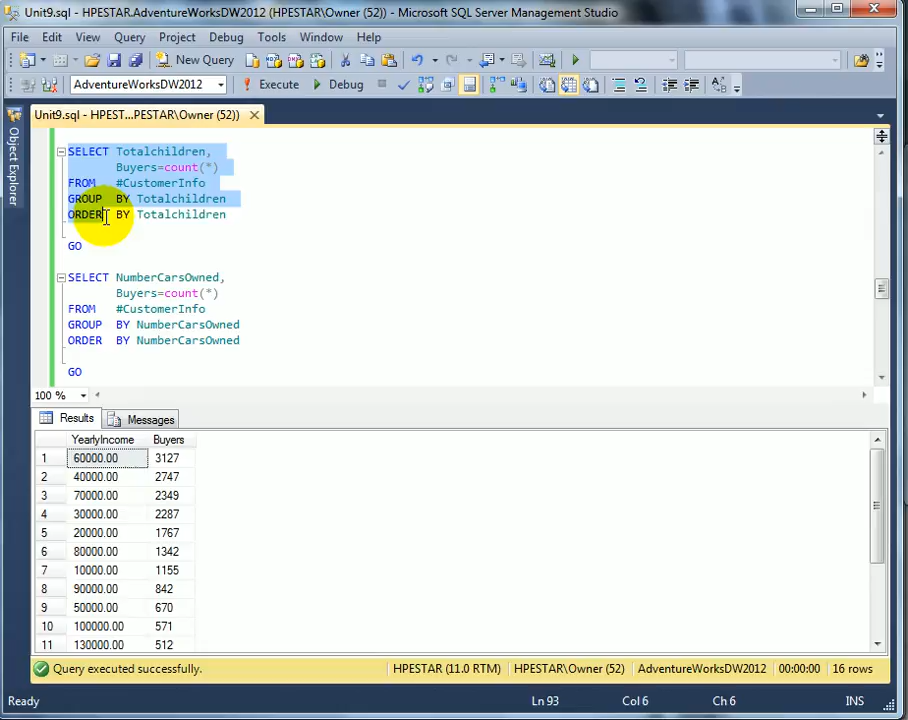 Unit9.sql - HPESTAR.AdventureWorksDW2012 (HPESTAR\Owner (52)) - Microsoft SQL Server Management Studio
File Edit View Query Project Debug Tools Window Help
New Query
AdventureWorksDW2012 Execute Debug
Unit9.sql - HPEST...PESTAR\Owner (52))
Object Explorer
SELECT Totalchildren,
Buyers=count(*)
FROM #CustomerInfo
GROUP BY Totalchildren
ORDER BY Totalchildren
GO
SELECT NumberCarsOwned,
Buyers=count(*)
FROM #CustomerInfo
GROUP BY NumberCarsOwned
ORDER BY NumberCarsOwned
GO
100 %
Results Messages
YearlyIncome Buyers
1 60000.00 3127
2 40000.00 2747
3 70000.00 2349
4 30000.00 2287
5 20000.00 1767
6 80000.00 1342
7 10000.00 1155
8 90000.00 842
9 50000.00 670
10 100000.00 571
11 130000.00 512
Query executed successfully. HPESTAR (11.0 RTM) HPESTAR\Owner (52) AdventureWorksDW2012 00:00:00 16 rows
Ready Ln 93 Col 6 Ch 6 INS